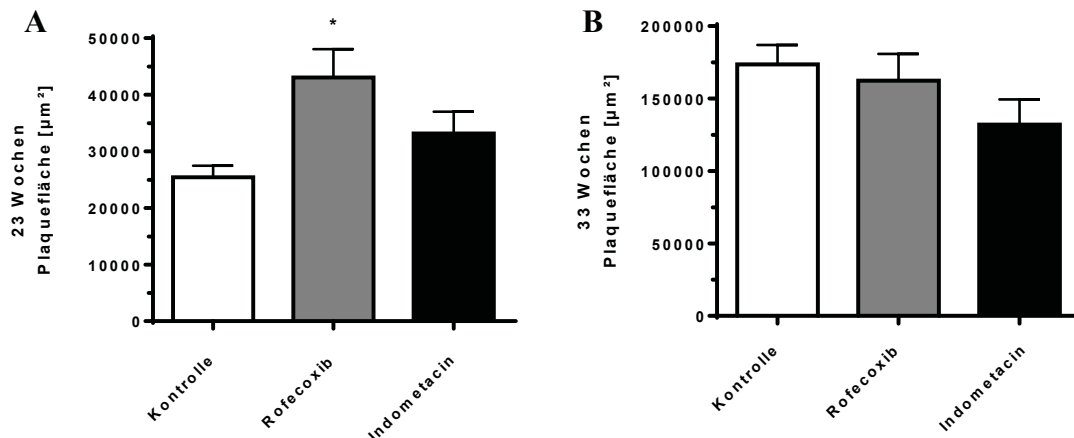 A
*
23 Wochen
Plaquefläche [µm²]
50000
40000
30000
20000
10000
0
Kontrolle
Rofecoxib
Indometacin
B
33 Wochen
Plaquefläche [µm²]
200000
150000
100000
50000
0
Kontrolle
Rofecoxib
Indometacin